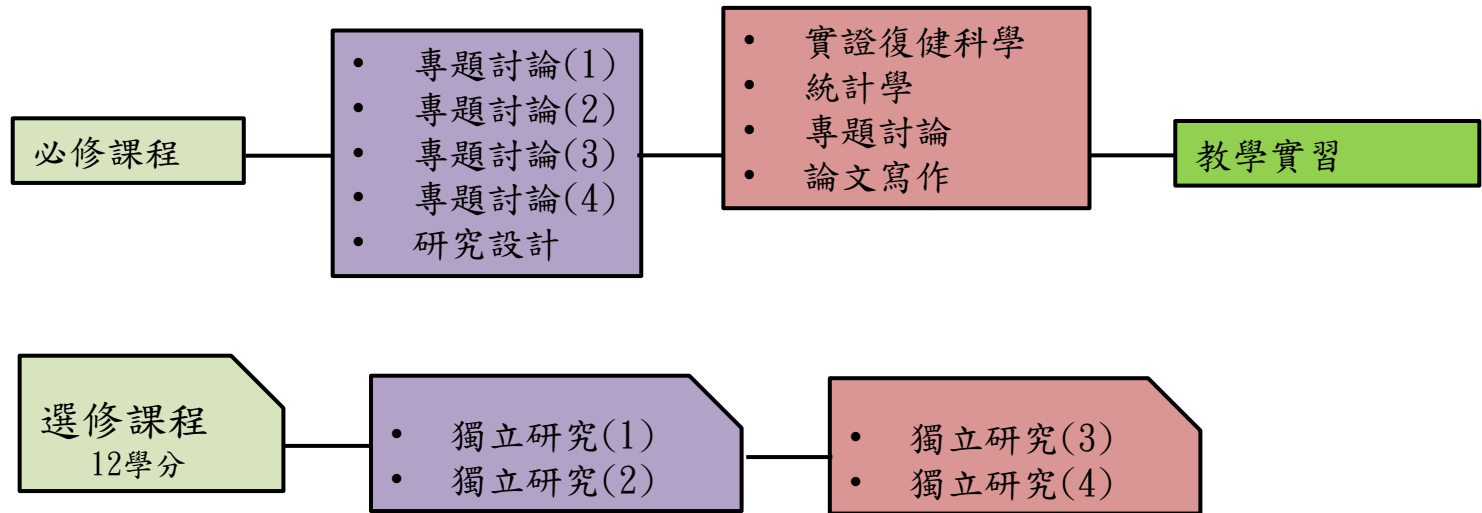 必修課程
• 專題討論(1)
• 專題討論(2)
• 專題討論(3)
• 專題討論(4)
• 研究設計
• 實證復健科學
• 統計學
• 專題討論
• 論文寫作
教學實習
選修課程
12學分
• 獨立研究(1)
• 獨立研究(2)
• 獨立研究(3)
• 獨立研究(4)